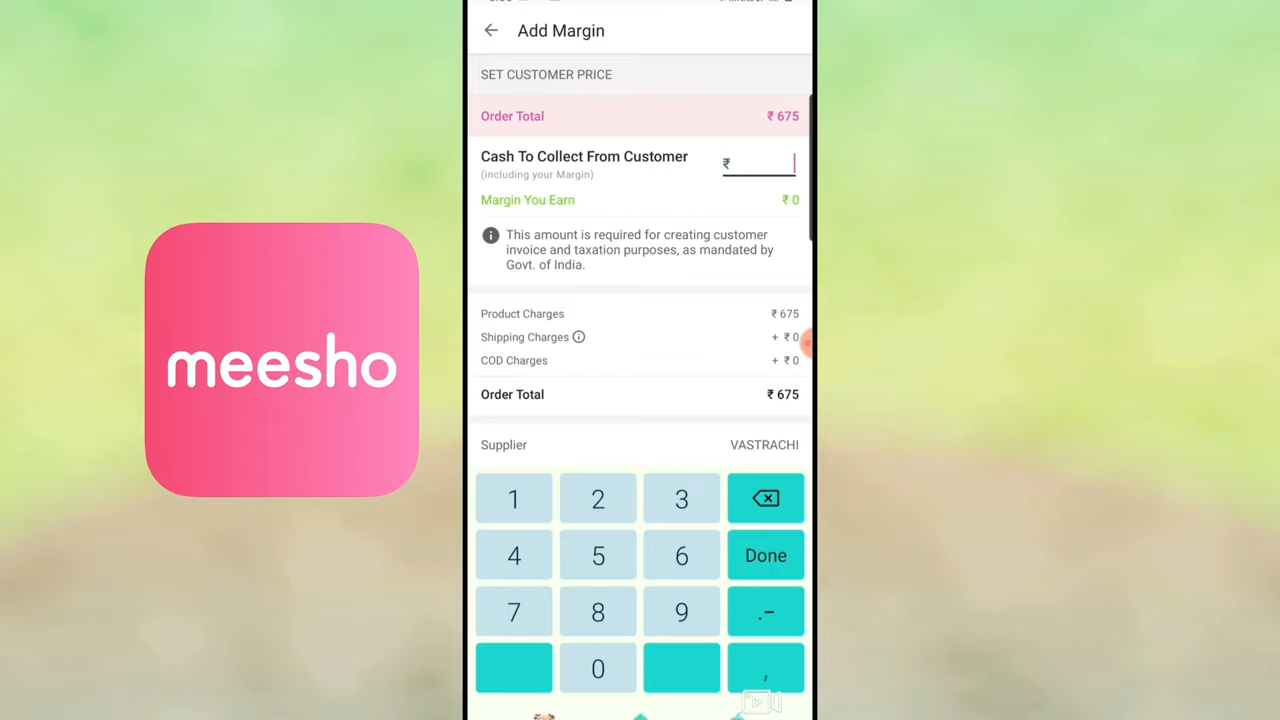 Add Margin
SET CUSTOMER PRICE
Order Total ₹ 675
Cash To Collect From Customer ₹
(including your Margin)
Margin You Earn ₹ 0
This amount is required for creating customer
invoice and taxation purposes, as mandated by
Govt. of India.
Product Charges ₹ 675
Shipping Charges + ₹ 0
COD Charges + ₹ 0
Order Total ₹ 675
Supplier VASTRACHI
meesho
1 2 3
4 5 6 Done
7 8 9 .-
0 ,